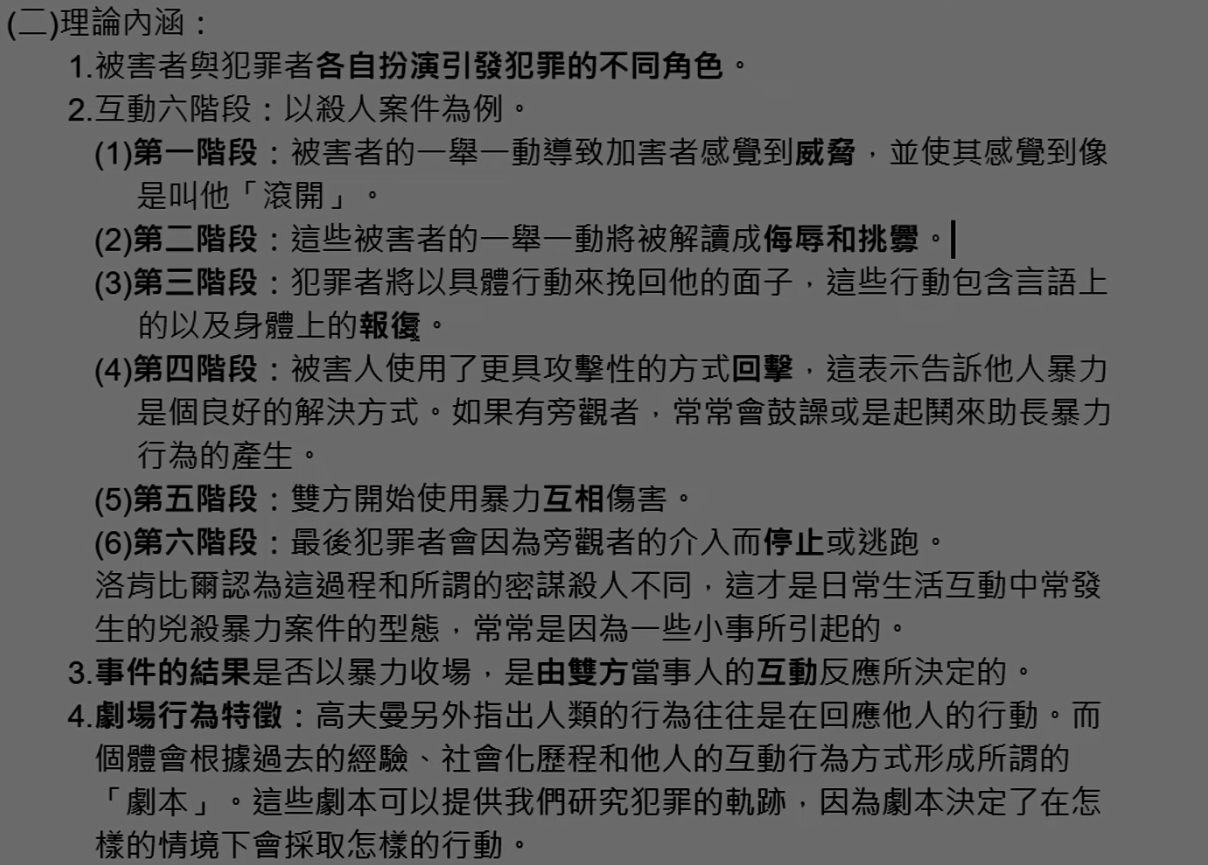 (二)理論內涵：
1.被害者與犯罪者各自扮演引發犯罪的不同角色。
2.互動六階段：以殺人案件為例。
(1)第一階段：被害者的一舉一動導致加害者感覺到威脅，並使其感覺到像
是叫他「滾開」。
(2)第二階段：這些被害者的一舉一動將被解讀成侮辱和挑釁。
(3)第三階段：犯罪者將以具體行動來挽回他的面子，這些行動包含言語上
的以及身體上的報復。
(4)第四階段：被害人使用了更具攻擊性的方式回擊，這表示告訴他人暴力
是個良好的解決方式。如果有旁觀者，常常會鼓譟或是起鬨來助長暴力
行為的產生。
(5)第五階段：雙方開始使用暴力互相傷害。
(6)第六階段：最後犯罪者會因為旁觀者的介入而停止或逃跑。
洛肯比爾認為這過程和所謂的密謀殺人不同，這才是日常生活互動中常發
生的兇殺暴力案件的型態，常常是因為一些小事所引起的。
3.事件的結果是否以暴力收場，是由雙方當事人的互動反應所決定的。
4.劇場行為特徵：高夫曼另外指出人類的行為往往是在回應他人的行動。而
個體會根據過去的經驗、社會化歷程和他人的互動行為方式形成所謂的
「劇本」。這些劇本可以提供我們研究犯罪的軌跡，因為劇本決定了在怎
樣的情境下會採取怎樣的行動。